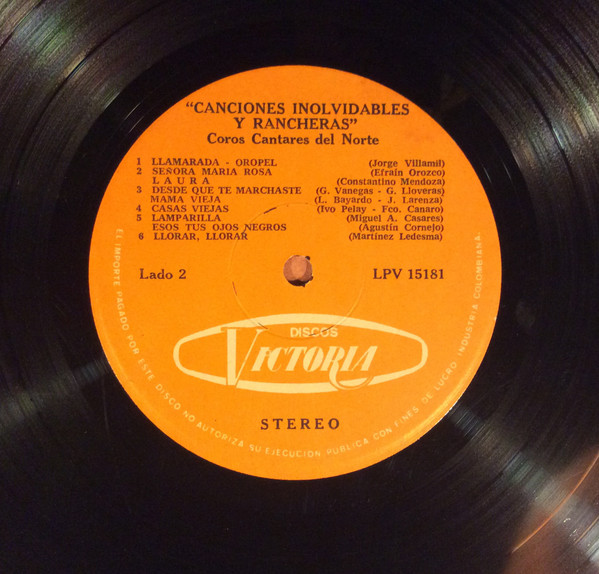 "CANCIONES INOLVIDABLES
Y RANCHERAS"
Coros Cantares del Norte
1 LLAMARADA - OROPEL (Jorge Villamil)
2 SEÑORA MARIA ROSA (Efraín Orozco)
L A U R A (Constantino Mendoza)
3 DESDE QUE TE MARCHASTE (G. Vanegas - G. Lloveras)
MAMA VIEJA (L. Bayardo - J. Larenza)
4 CASAS VIEJAS (Ivo Pelay - Fco. Canaro)
5 LAMPARILLA (Miguel A. Casares)
ESOS TUS OJOS NEGROS (Agustín Cornejo)
6 LLORAR, LLORAR (Martínez Ledesma)
Lado 2 LPV 15181
DISCOS
VICTORIA
STEREO
EL IMPORTE PAGADO POR ESTE DISCO NO AUTORIZA SU EJECUCION PUBLICA CON FINES DE LUCRO. INDUSTRIA COLOMBIANA.